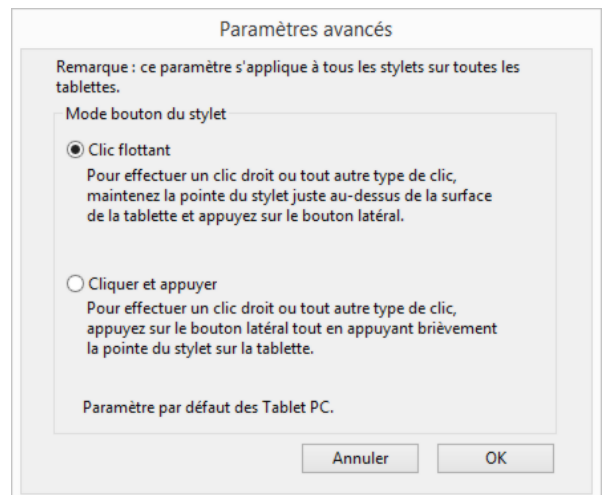 Paramètres avancés
Remarque : ce paramètre s'applique à tous les stylets sur toutes les
tablettes.
Mode bouton du stylet
Clic flottant
Pour effectuer un clic droit ou tout autre type de clic,
maintenez la pointe du stylet juste au-dessus de la surface
de la tablette et appuyez sur le bouton latéral.
Cliquer et appuyer
Pour effectuer un clic droit ou tout autre type de clic,
appuyez sur le bouton latéral tout en appuyant brièvement
la pointe du stylet sur la tablette.
Paramètre par défaut des Tablet PC.
Annuler OK